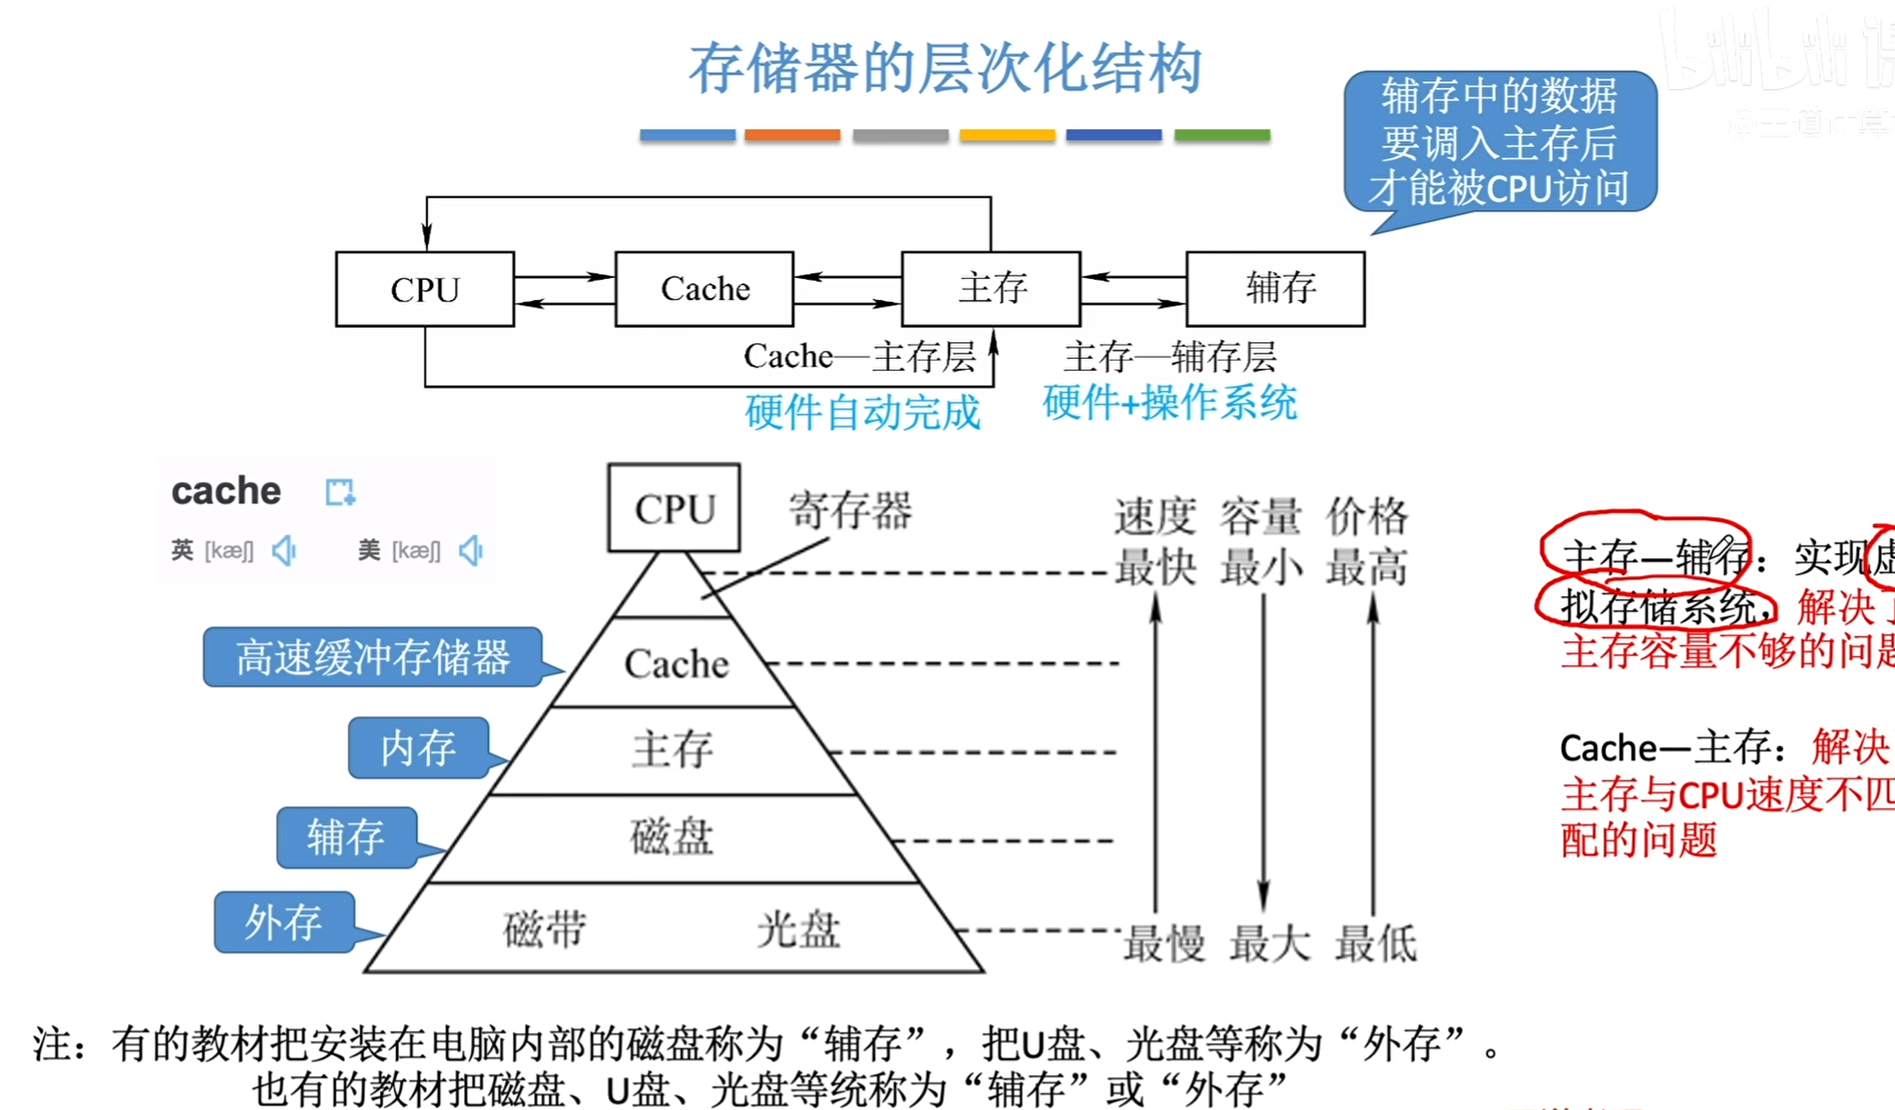 存储器的层次化结构
bilibili 课
@王道计算
辅存中的数据
要调入主存后
才能被CPU访问
CPU
Cache
主存
辅存
Cache—主存层
主存—辅存层
硬件自动完成
硬件+操作系统
cache
英 [kæʃ] 美 [kæʃ]
CPU
寄存器
速度 容量 价格
最快 最小 最高
高速缓冲存储器
Cache
内存
主存
辅存
磁盘
外存
磁带 光盘
最慢 最大 最低
主存—辅存：实现虚
拟存储系统，解决了
主存容量不够的问题
Cache—主存：解决
主存与CPU速度不匹
配的问题
注：有的教材把安装在电脑内部的磁盘称为“辅存”，把U盘、光盘等称为“外存”。
也有的教材把磁盘、U盘、光盘等统称为“辅存”或“外存”